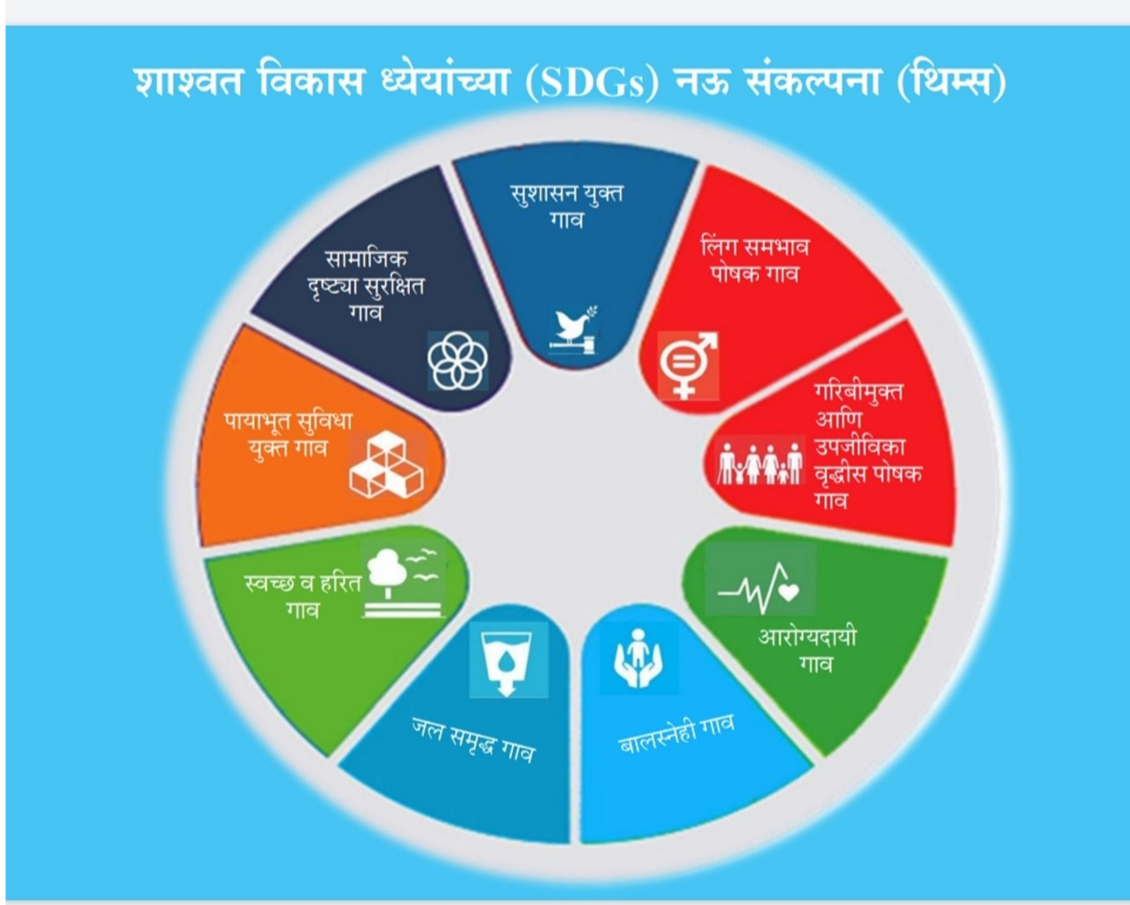 शाश्वत विकास ध्येयांच्या (SDGs) नऊ संकल्पना (थिम्स)
सुशासन युक्त
गाव
लिंग समभाव
पोषक गाव
गरिबीमुक्त
आणि
उपजीविका
वृद्धीस पोषक
गाव
आरोग्यदायी
गाव
बालस्नेही गाव
जल समृद्ध गाव
स्वच्छ व हरित
गाव
पायाभूत सुविधा
युक्त गाव
सामाजिक
दृष्ट्या सुरक्षित
गाव